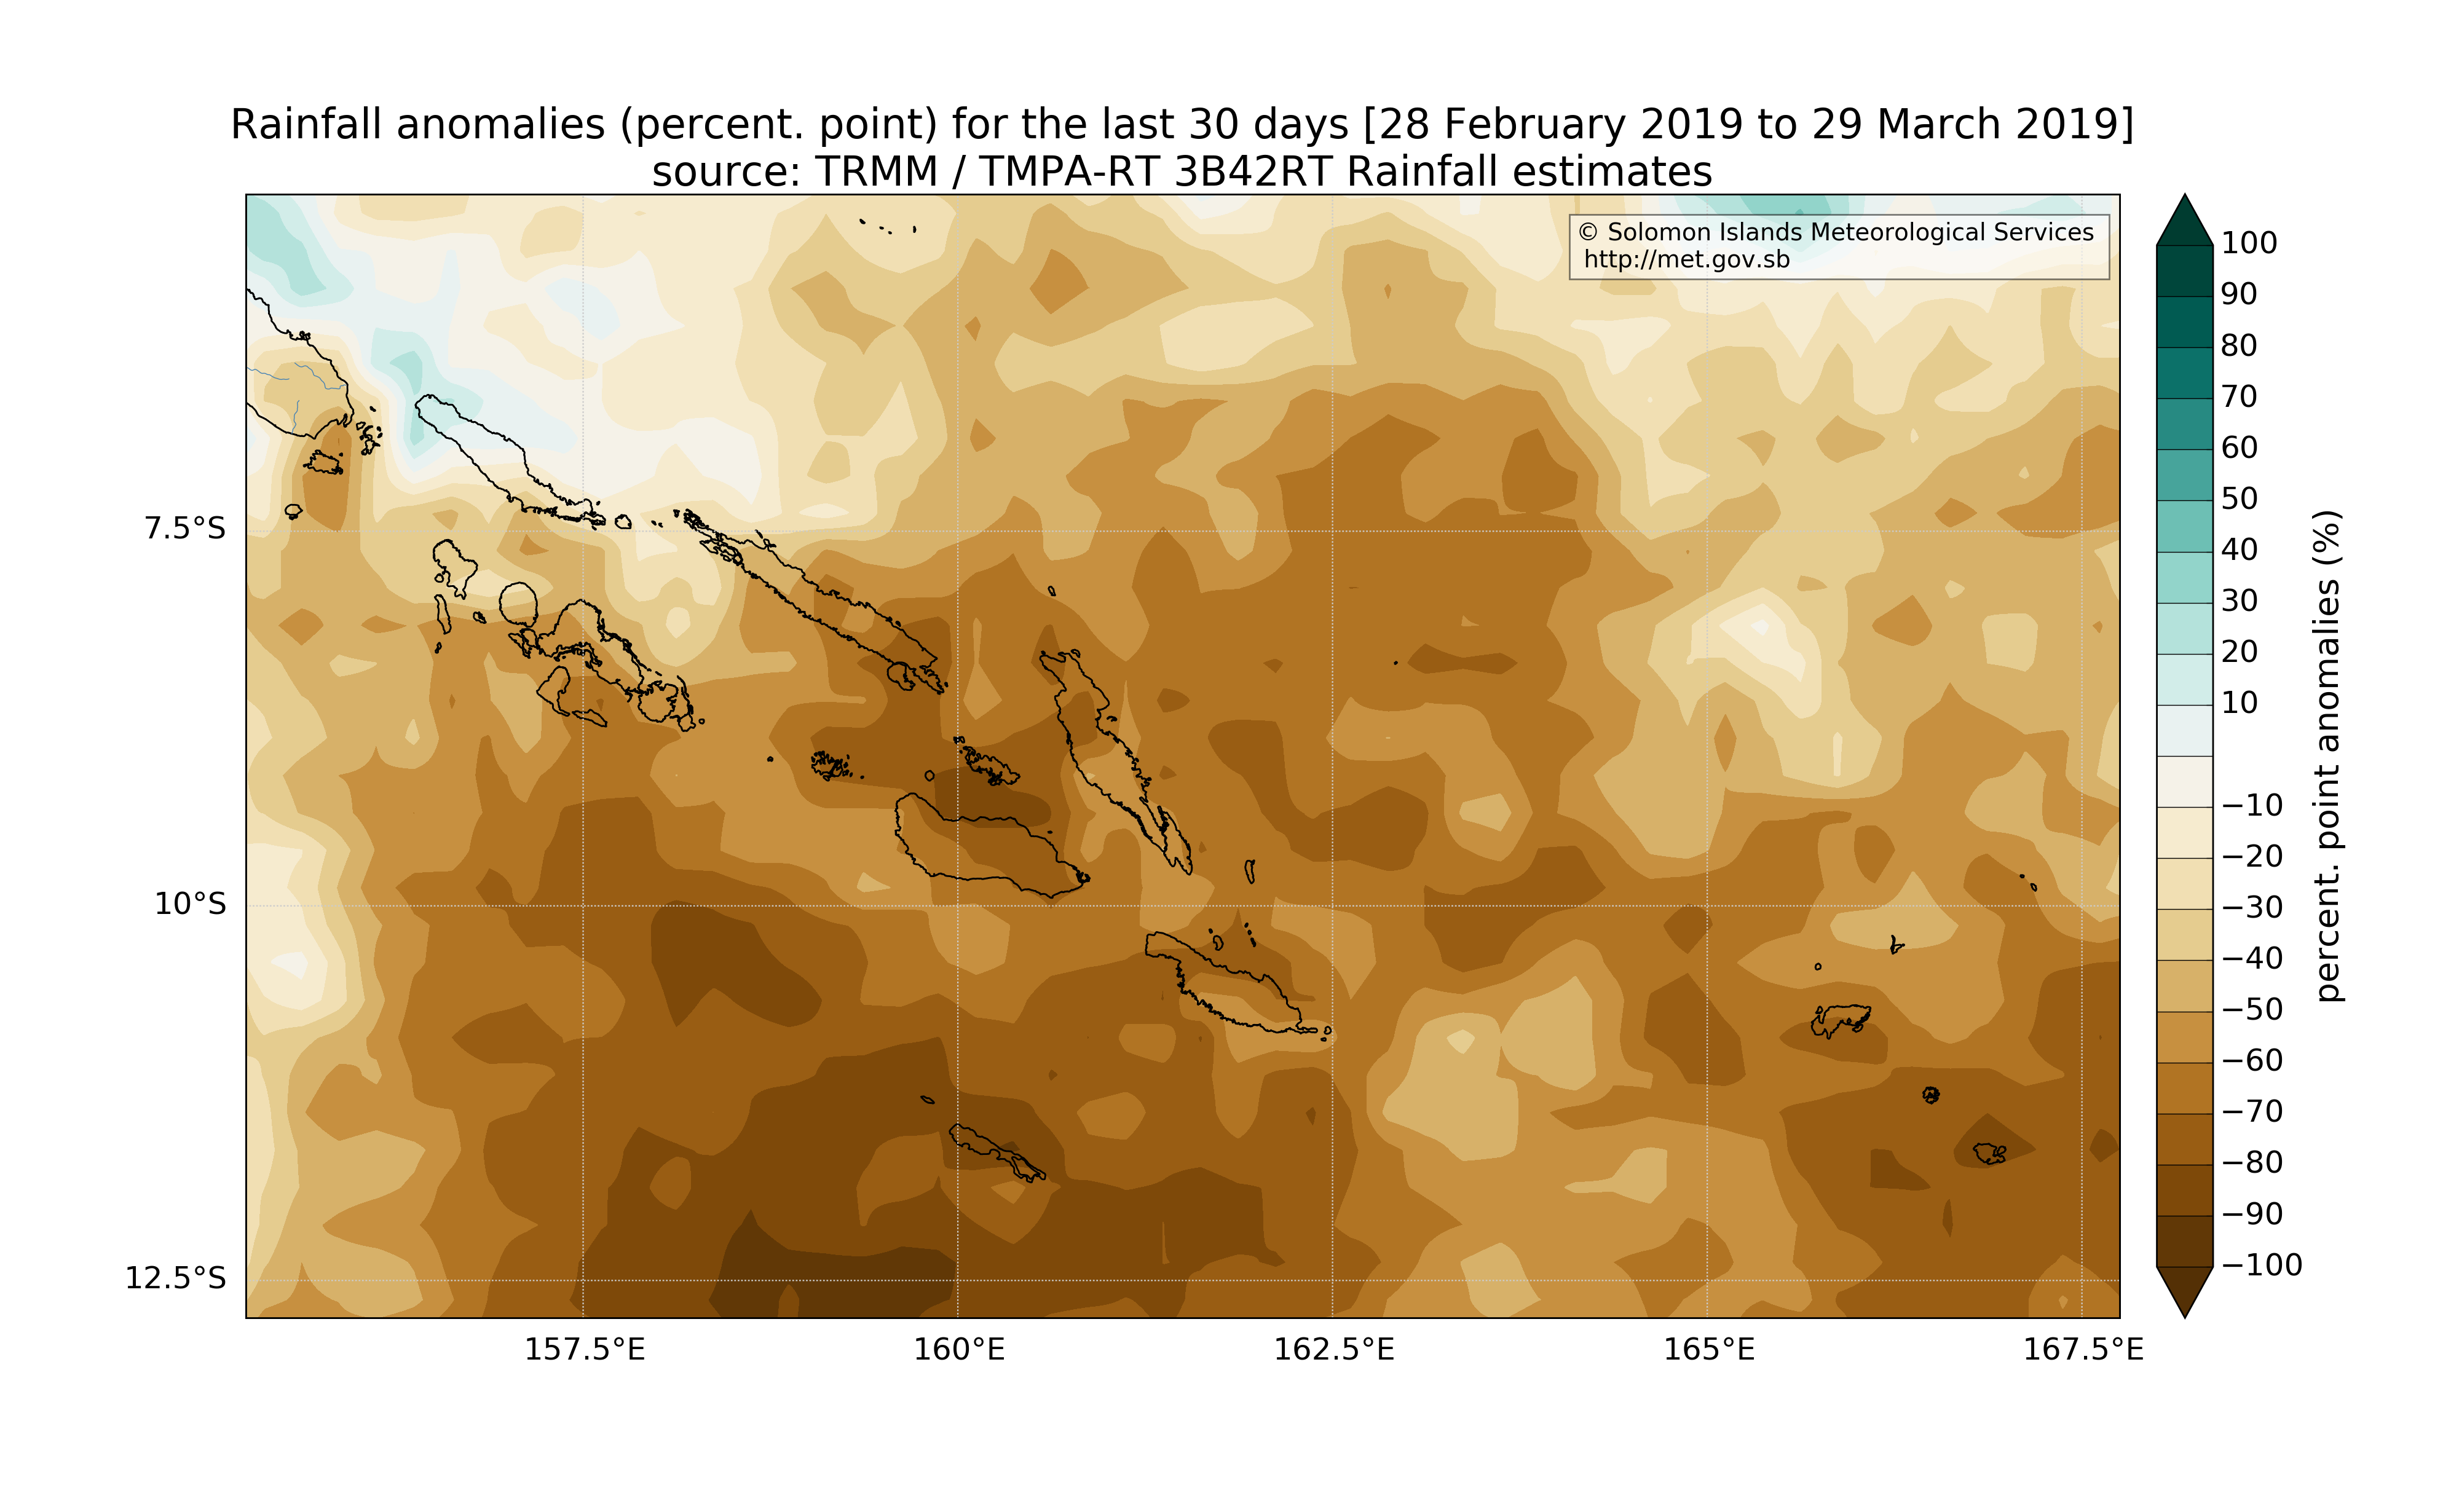 Rainfall anomalies (percent. point) for the last 30 days [28 February 2019 to 29 March 2019]
source: TRMM / TMPA-RT 3B42RT Rainfall estimates
© Solomon Islands Meteorological Services
http://met.gov.sb
7.5°S
10°S
12.5°S
157.5°E
160°E
162.5°E
165°E
167.5°E
100
90
80
70
60
50
40
30
20
10
−10
−20
−30
−40
−50
−60
−70
−80
−90
−100
percent. point anomalies (%)